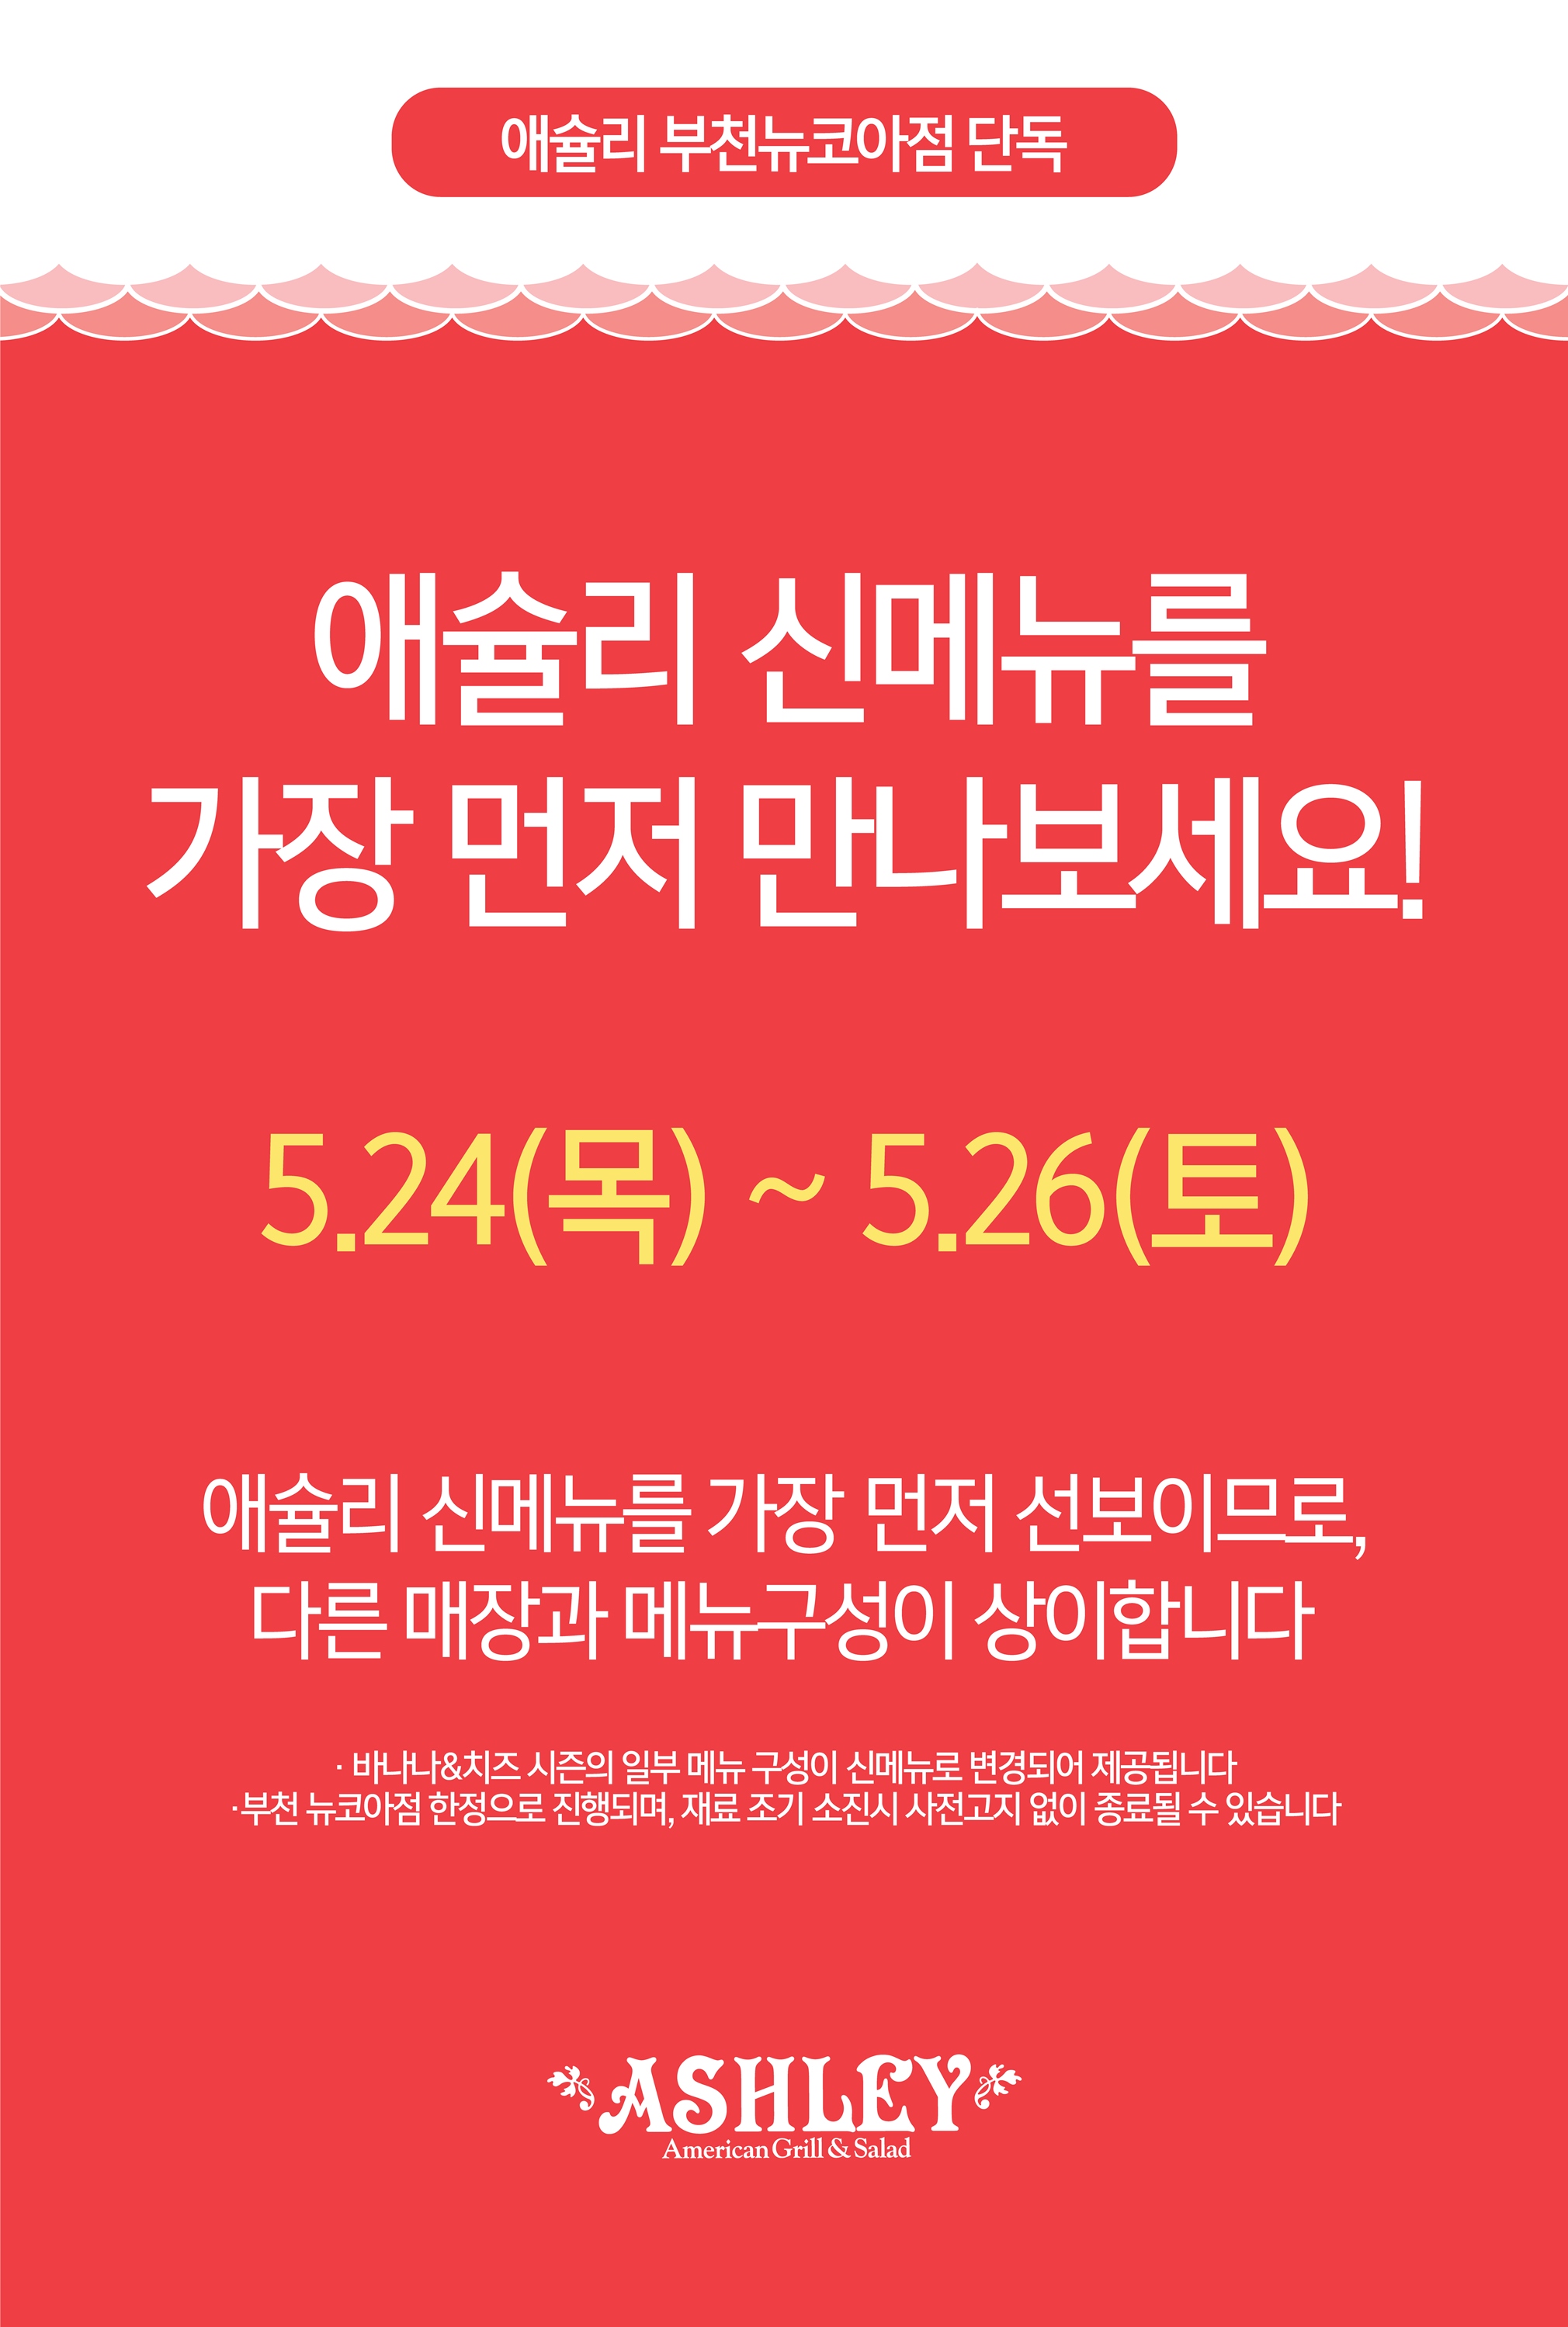 애슐리 부천뉴코아점 단독
애슐리 신메뉴를
가장 먼저 만나보세요!
5.24(목) ~ 5.26(토)
애슐리 신메뉴를 가장 먼저 선보이므로,
다른 매장과 메뉴구성이 상이합니다
· 바나나&치즈 시즌의 일부 메뉴 구성이 신메뉴로 변경되어 제공됩니다
·부천 뉴코아점 한정으로 진행되며, 재료 조기 소진시 사전고지 없이 종료될 수 있습니다
ASHLEY
American Grill & Salad